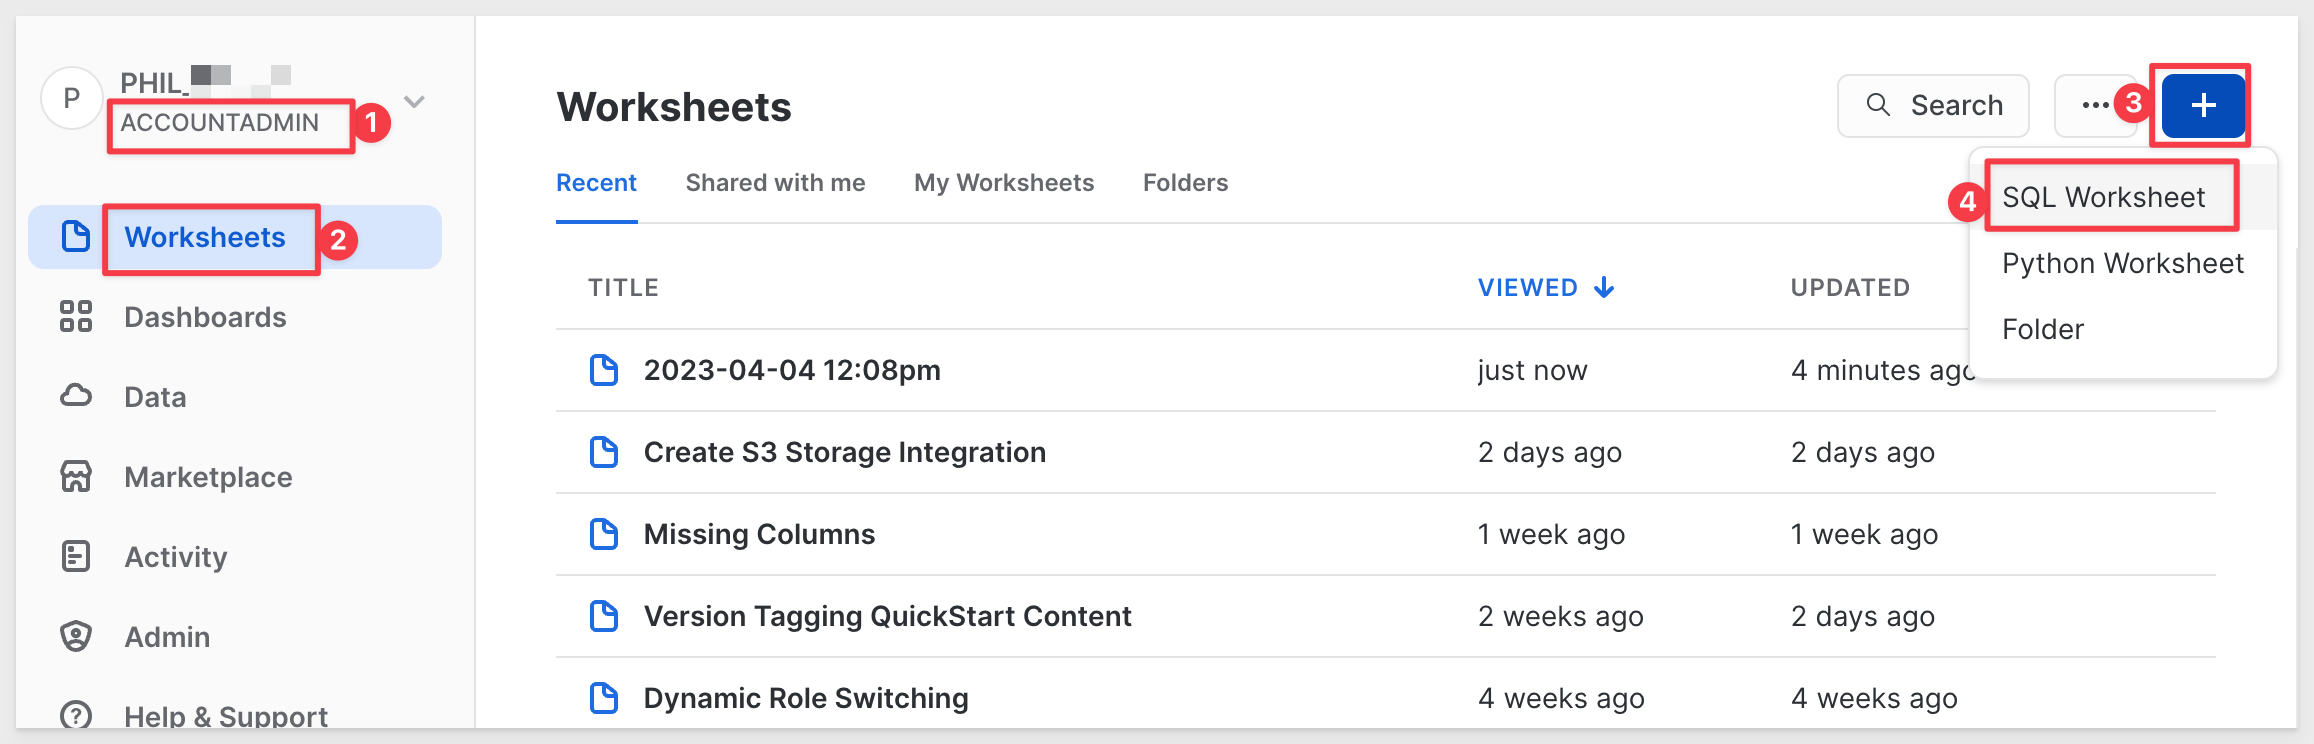 P
PHIL_
ACCOUNTADMIN
1
Worksheets
2
Dashboards
Data
Marketplace
Activity
Admin
Help & Support
Worksheets
Search
3
Recent
Shared with me
My Worksheets
Folders
4
SQL Worksheet
Python Worksheet
Folder
TITLE VIEWED UPDATED
2023-04-04 12:08pm just now 4 minutes ago
Create S3 Storage Integration 2 days ago 2 days ago
Missing Columns 1 week ago 1 week ago
Version Tagging QuickStart Content 2 weeks ago 2 days ago
Dynamic Role Switching 4 weeks ago 4 weeks ago